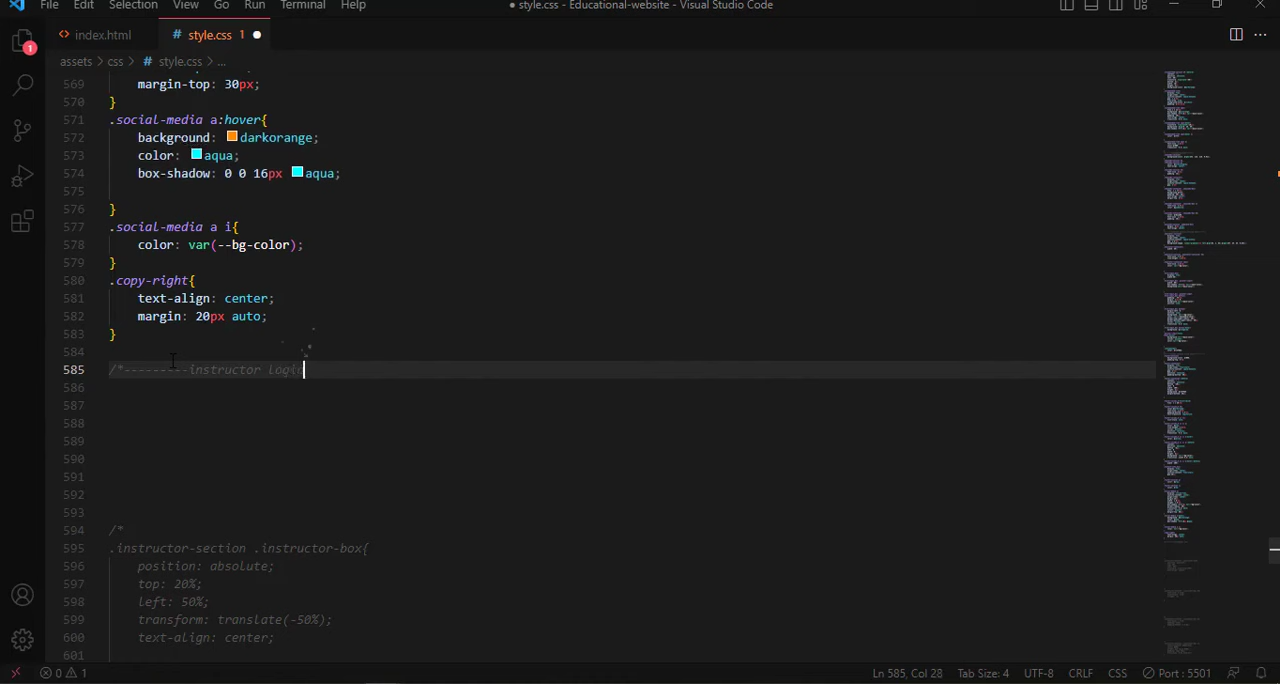 File Edit Selection View Go Run Terminal Help
● style.css - Educational-website - Visual Studio Code
<> index.html # style.css 1 ●
1
assets > css > # style.css > ...
569 margin-top: 30px;
570 }
571 .social-media a:hover{
572 background: darkorange;
573 color: aqua;
574 box-shadow: 0 0 16px aqua;
575
576 }
577 .social-media a i{
578 color: var(--bg-color);
579 }
580 .copy-right{
581 text-align: center;
582 margin: 20px auto;
583 }
584
585 /*---------instructor logic
586
587
588
589
590
591
592
593
594 /*
595 .instructor-section .instructor-box{
596 position: absolute;
597 top: 20%;
598 left: 50%;
599 transform: translate(-50%);
600 text-align: center;
601
0 1 Ln 585, Col 28 Tab Size: 4 UTF-8 CRLF CSS Port : 5501